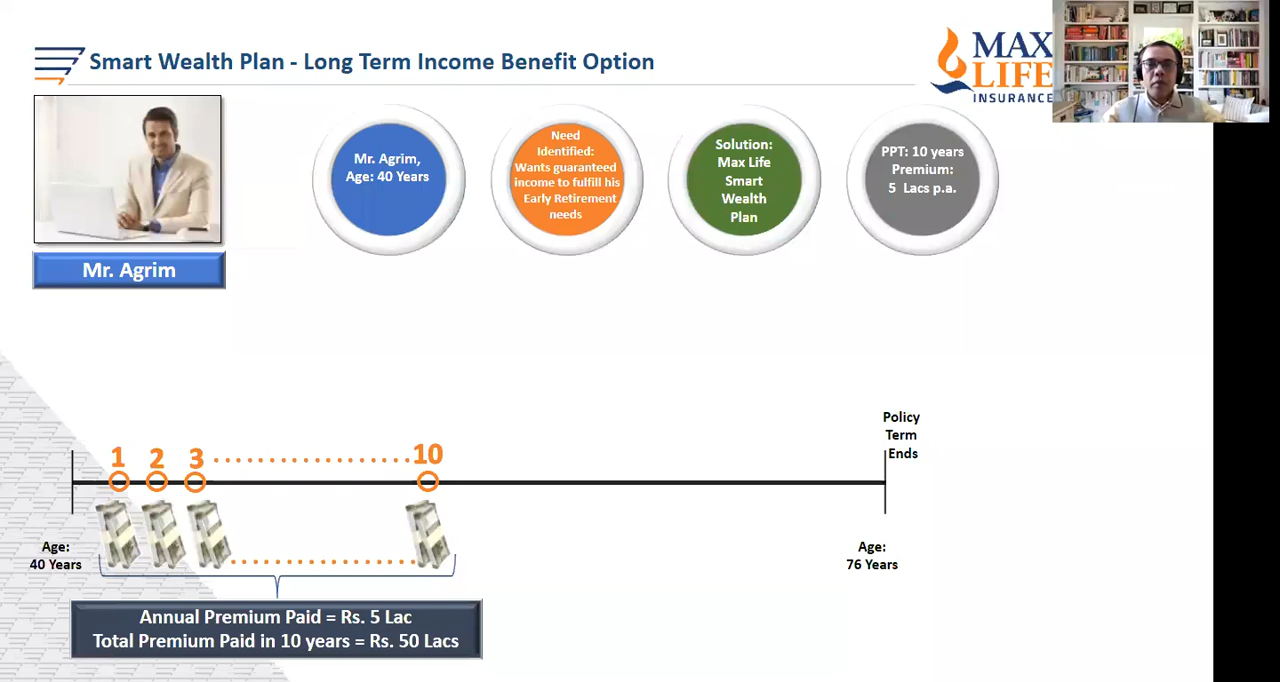 Smart Wealth Plan - Long Term Income Benefit Option
MAX
LIFE
INSURANCE
Mr. Agrim
Mr. Agrim,
Age: 40 Years
Need
Identified:
Wants guaranteed
income to fulfill his
Early Retirement
needs
Solution:
Max Life
Smart
Wealth
Plan
PPT: 10 years
Premium:
5 Lacs p.a.
Policy
Term
Ends
1 2 3 10
Age:
40 Years
Age:
76 Years
Annual Premium Paid = Rs. 5 Lac
Total Premium Paid in 10 years = Rs. 50 Lacs